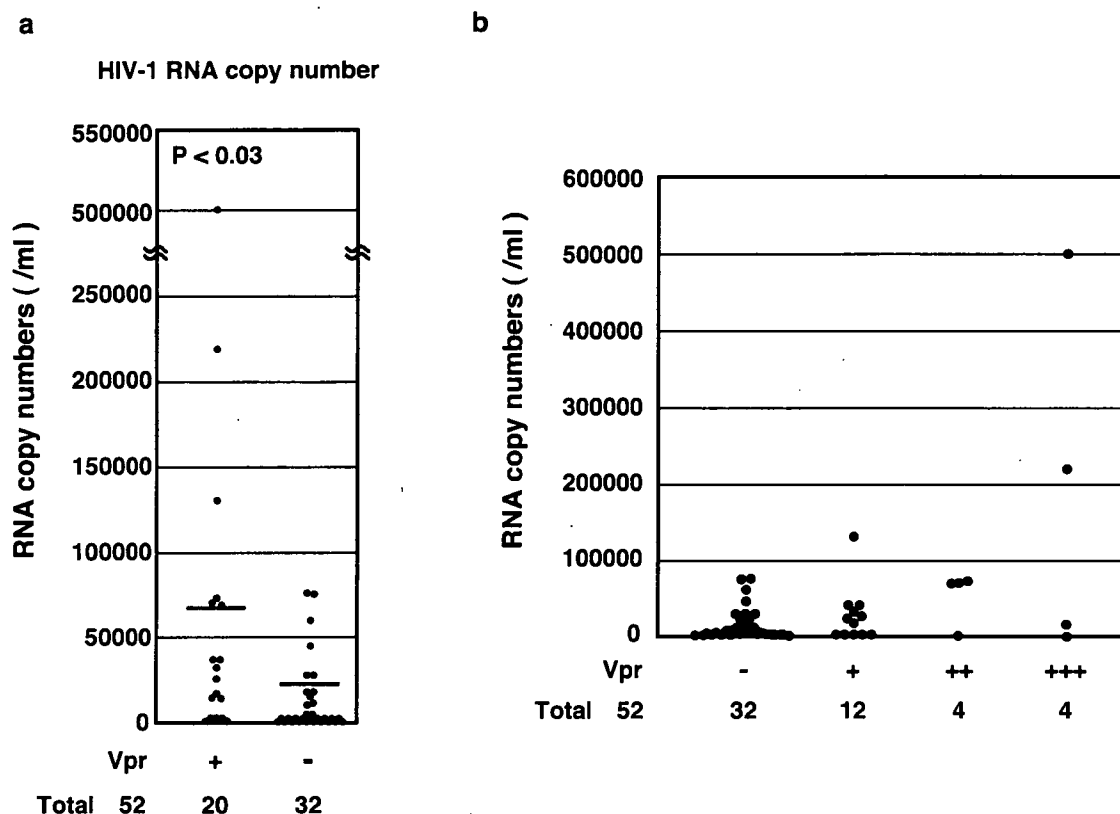 a
HIV-1 RNA copy number
RNA copy numbers ( /ml )
550000
P < 0.03
500000
250000
200000
150000
100000
50000
0
Vpr + -
Total 52 20 32
b
RNA copy numbers ( /ml )
600000
500000
400000
300000
200000
100000
0
Vpr - + ++ +++
Total 52 32 12 4 4